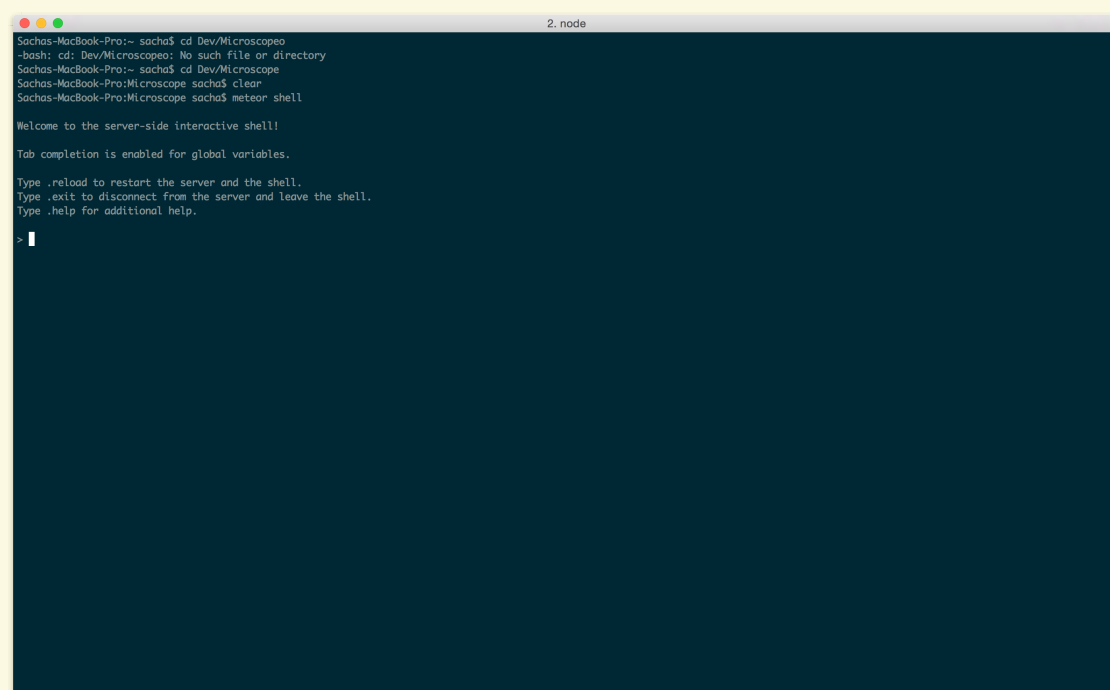 2. node
Sachas-MacBook-Pro:~ sacha$ cd Dev/Microscopeo
-bash: cd: Dev/Microscopeo: No such file or directory
Sachas-MacBook-Pro:~ sacha$ cd Dev/Microscope
Sachas-MacBook-Pro:Microscope sacha$ clear
Sachas-MacBook-Pro:Microscope sacha$ meteor shell
Welcome to the server-side interactive shell!
Tab completion is enabled for global variables.
Type .reload to restart the server and the shell.
Type .exit to disconnect from the server and leave the shell.
Type .help for additional help.
>